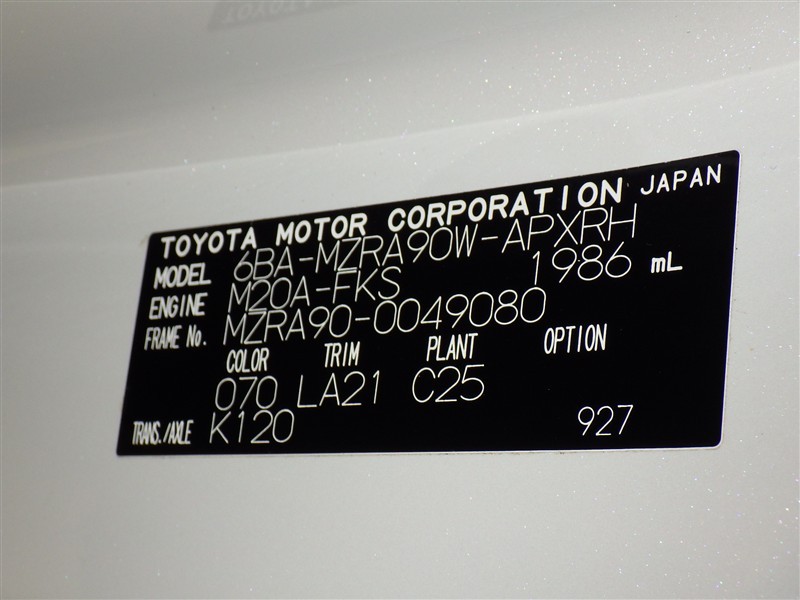 TOYOTA MOTOR CORPORATION JAPAN
MODEL 6BA-MZRA90W-APXRH
ENGINE M20A-FKS 1986 mL
FRAME No. MZRA90-0049080
COLOR TRIM PLANT OPTION
070 LA21 C25
TRANS./AXLE K120 927